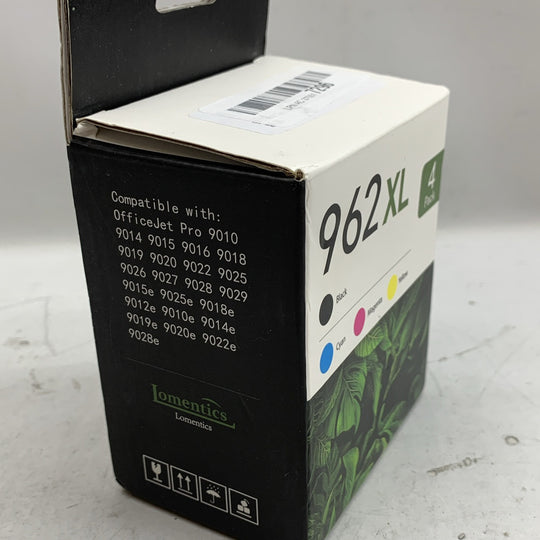 7296
Compatible with:
OfficeJet Pro 9010
9014 9015 9016 9018
9019 9020 9022 9025
9026 9027 9028 9029
9015e 9025e 9018e
9012e 9010e 9014e
9019e 9020e 9022e
9028e
Lomentics
Lomentics
962XL
4
Pack
Black
Cyan
Magenta
Yellow